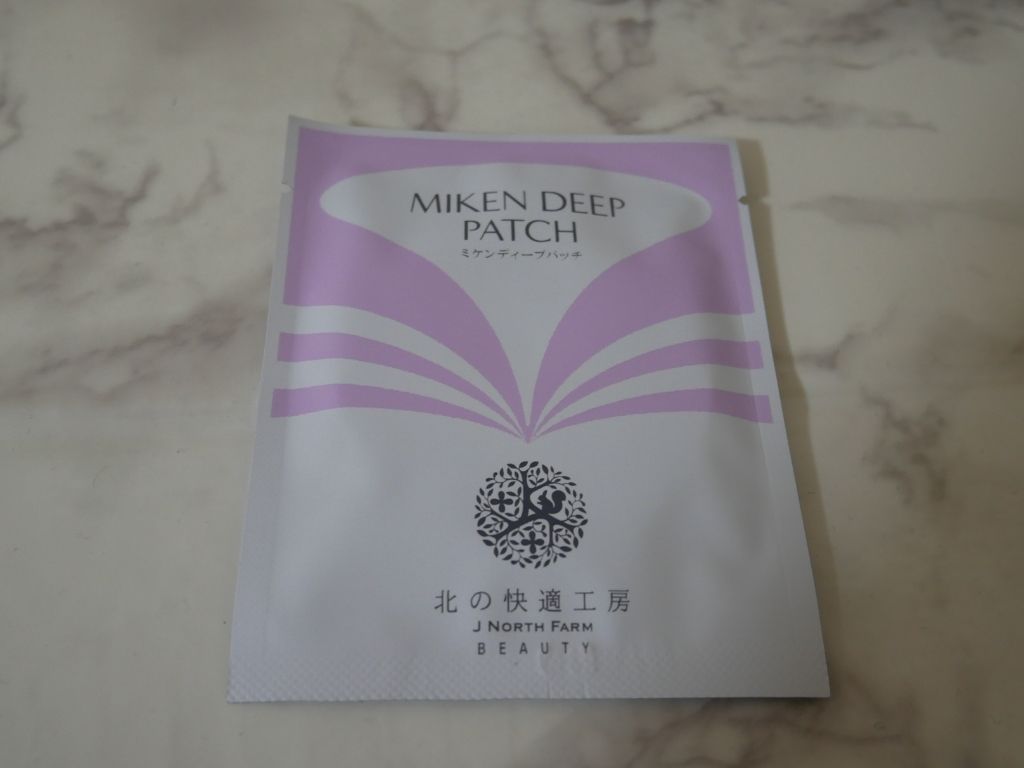 MIKEN DEEP
PATCH
ミケンディープパッチ
北の快適工房
J NORTH FARM
BEAUTY